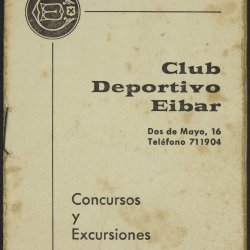 Club
Deportivo
Eibar
Dos de Mayo, 16
Teléfono 711904
Concursos
y
Excursiones